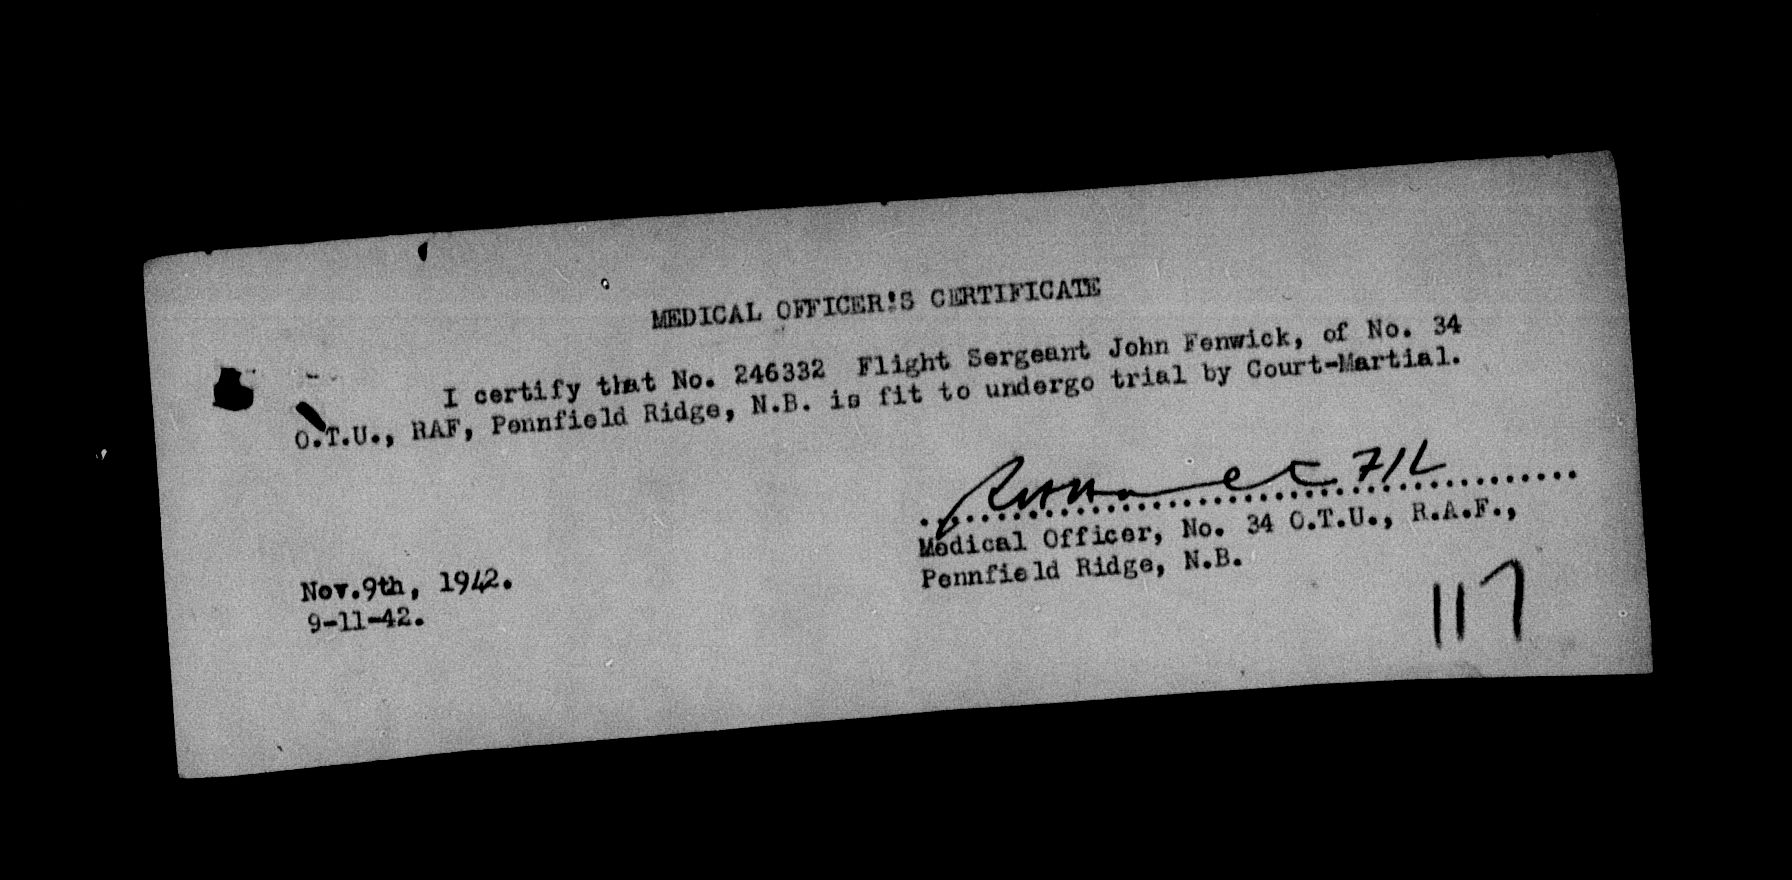 MEDICAL OFFICER'S CERTIFICATE
I certify that No. 246332 Flight Sergeant John Fenwick, of No. 34
O.T.U., RAF, Pennfield Ridge, N.B. is fit to undergo trial by Court-Martial.
F/L
Medical Officer, No. 34 O.T.U., R.A.F.,
Pennfield Ridge, N.B.
Nov.9th, 1942.
9-11-42.
117